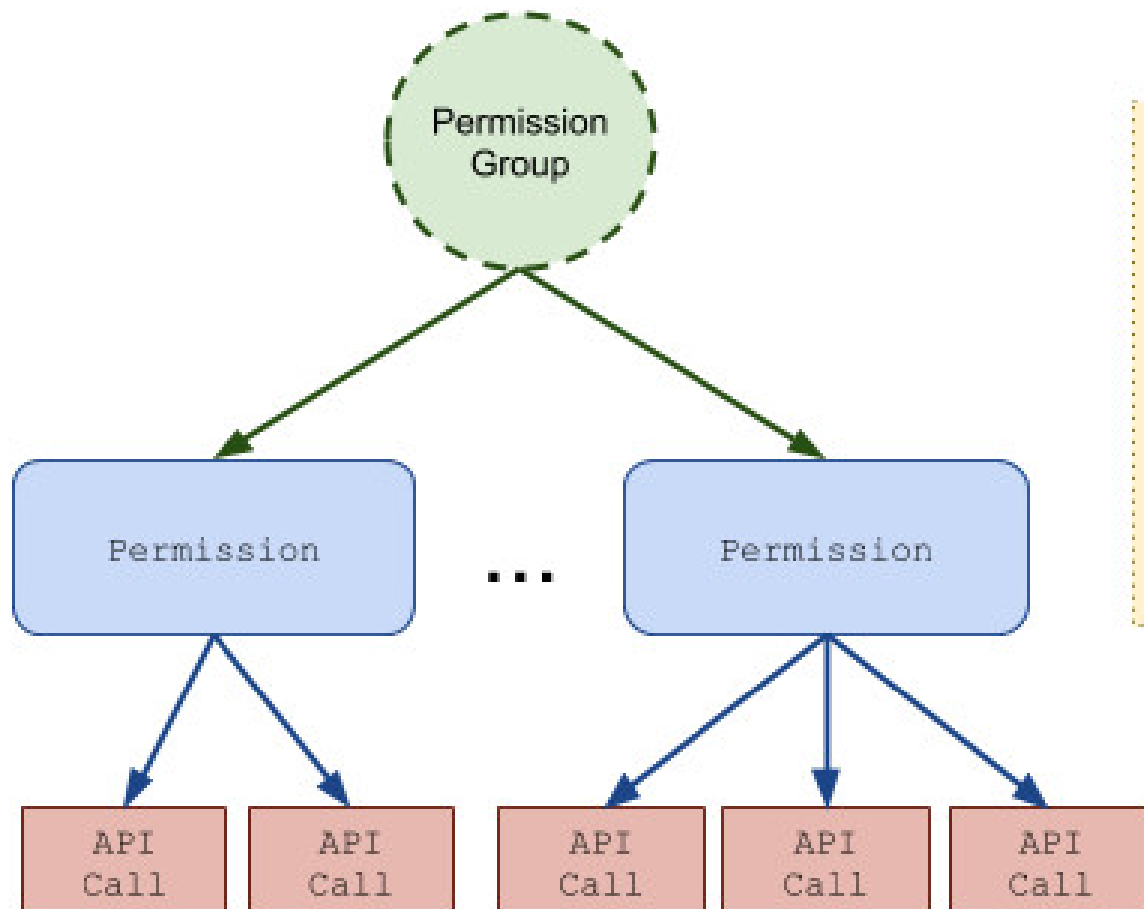 Permission
Group
Permission
...
Permission
API
Call
API
Call
API
Call
API
Call
API
Call